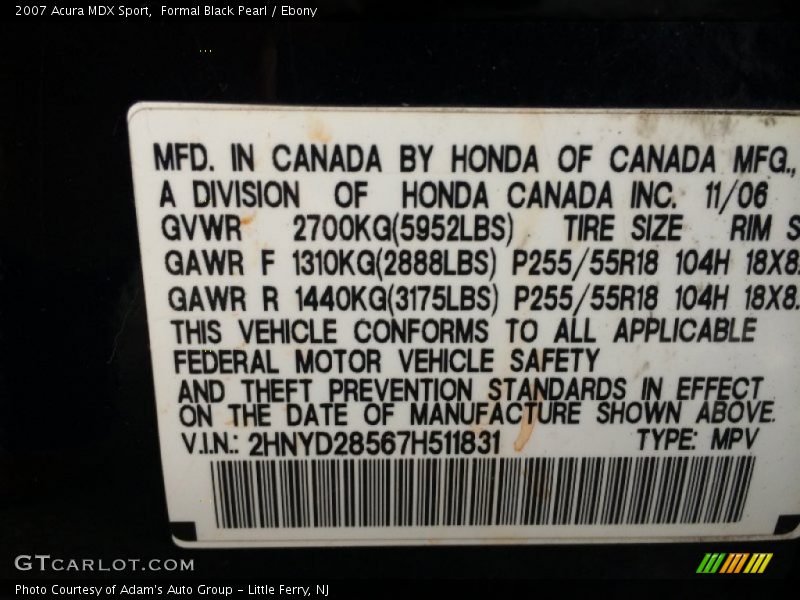 2007 Acura MDX Sport,  Formal Black Pearl / Ebony
MFD. IN CANADA BY HONDA OF CANADA MFG.,
A DIVISION OF HONDA CANADA INC. 11/06
GVWR 2700KG(5952LBS) TIRE SIZE RIM S
GAWR F 1310KG(2888LBS) P255/55R18 104H 18X8.
GAWR R 1440KG(3175LBS) P255/55R18 104H 18X8.
THIS VEHICLE CONFORMS TO ALL APPLICABLE
FEDERAL MOTOR VEHICLE SAFETY
AND THEFT PREVENTION STANDARDS IN EFFECT
ON THE DATE OF MANUFACTURE SHOWN ABOVE.
V.I.N.: 2HNYD28567H511831 TYPE: MPV
GTCARLOT.COM
Photo Courtesy of Adam's Auto Group - Little Ferry, NJ